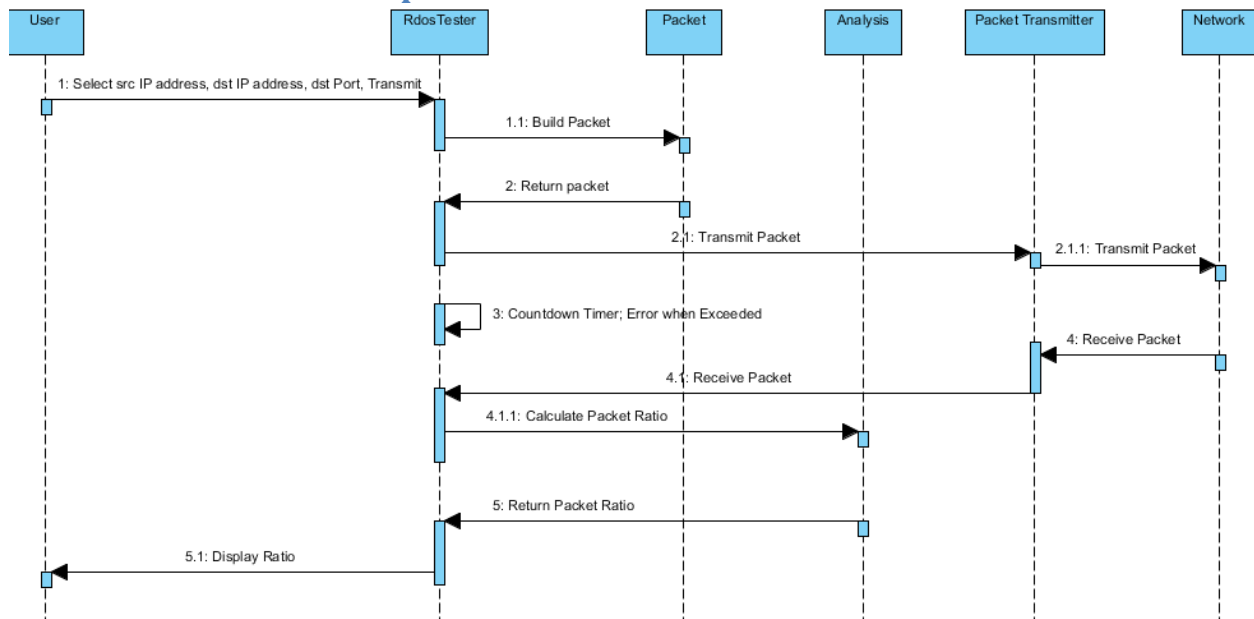 User
RdosTester
Packet
Analysis
Packet Transmitter
Network
1: Select src IP address, dst IP address, dst Port, Transmit
1.1: Build Packet
2: Return packet
2.1: Transmit Packet
2.1.1: Transmit Packet
3: Countdown Timer; Error when Exceeded
4: Receive Packet
4.1: Receive Packet
4.1.1: Calculate Packet Ratio
5: Return Packet Ratio
5.1: Display Ratio